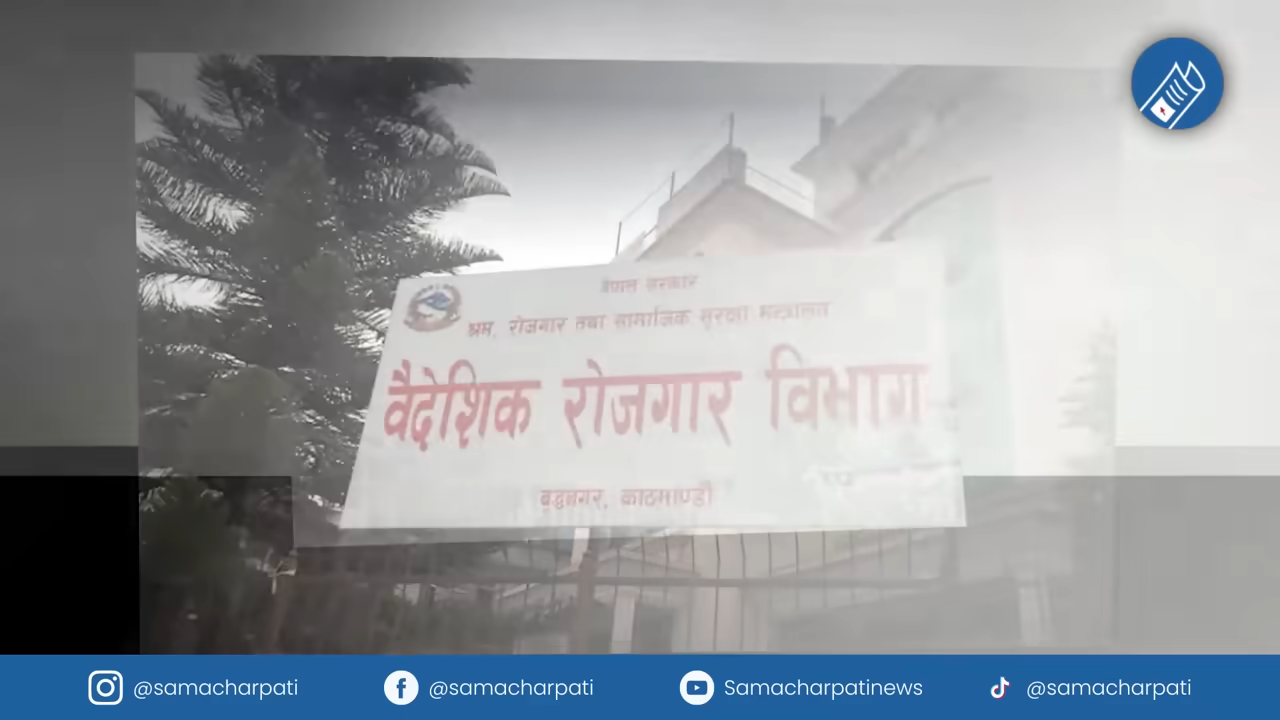 नेपाल सरकार
श्रम, रोजगार तथा सामाजिक सुरक्षा मन्त्रालय
वैदेशिक रोजगार विभाग
बुद्धनगर, काठमाण्डौ
@samacharpati
@samacharpati
Samacharpatinews
@samacharpati